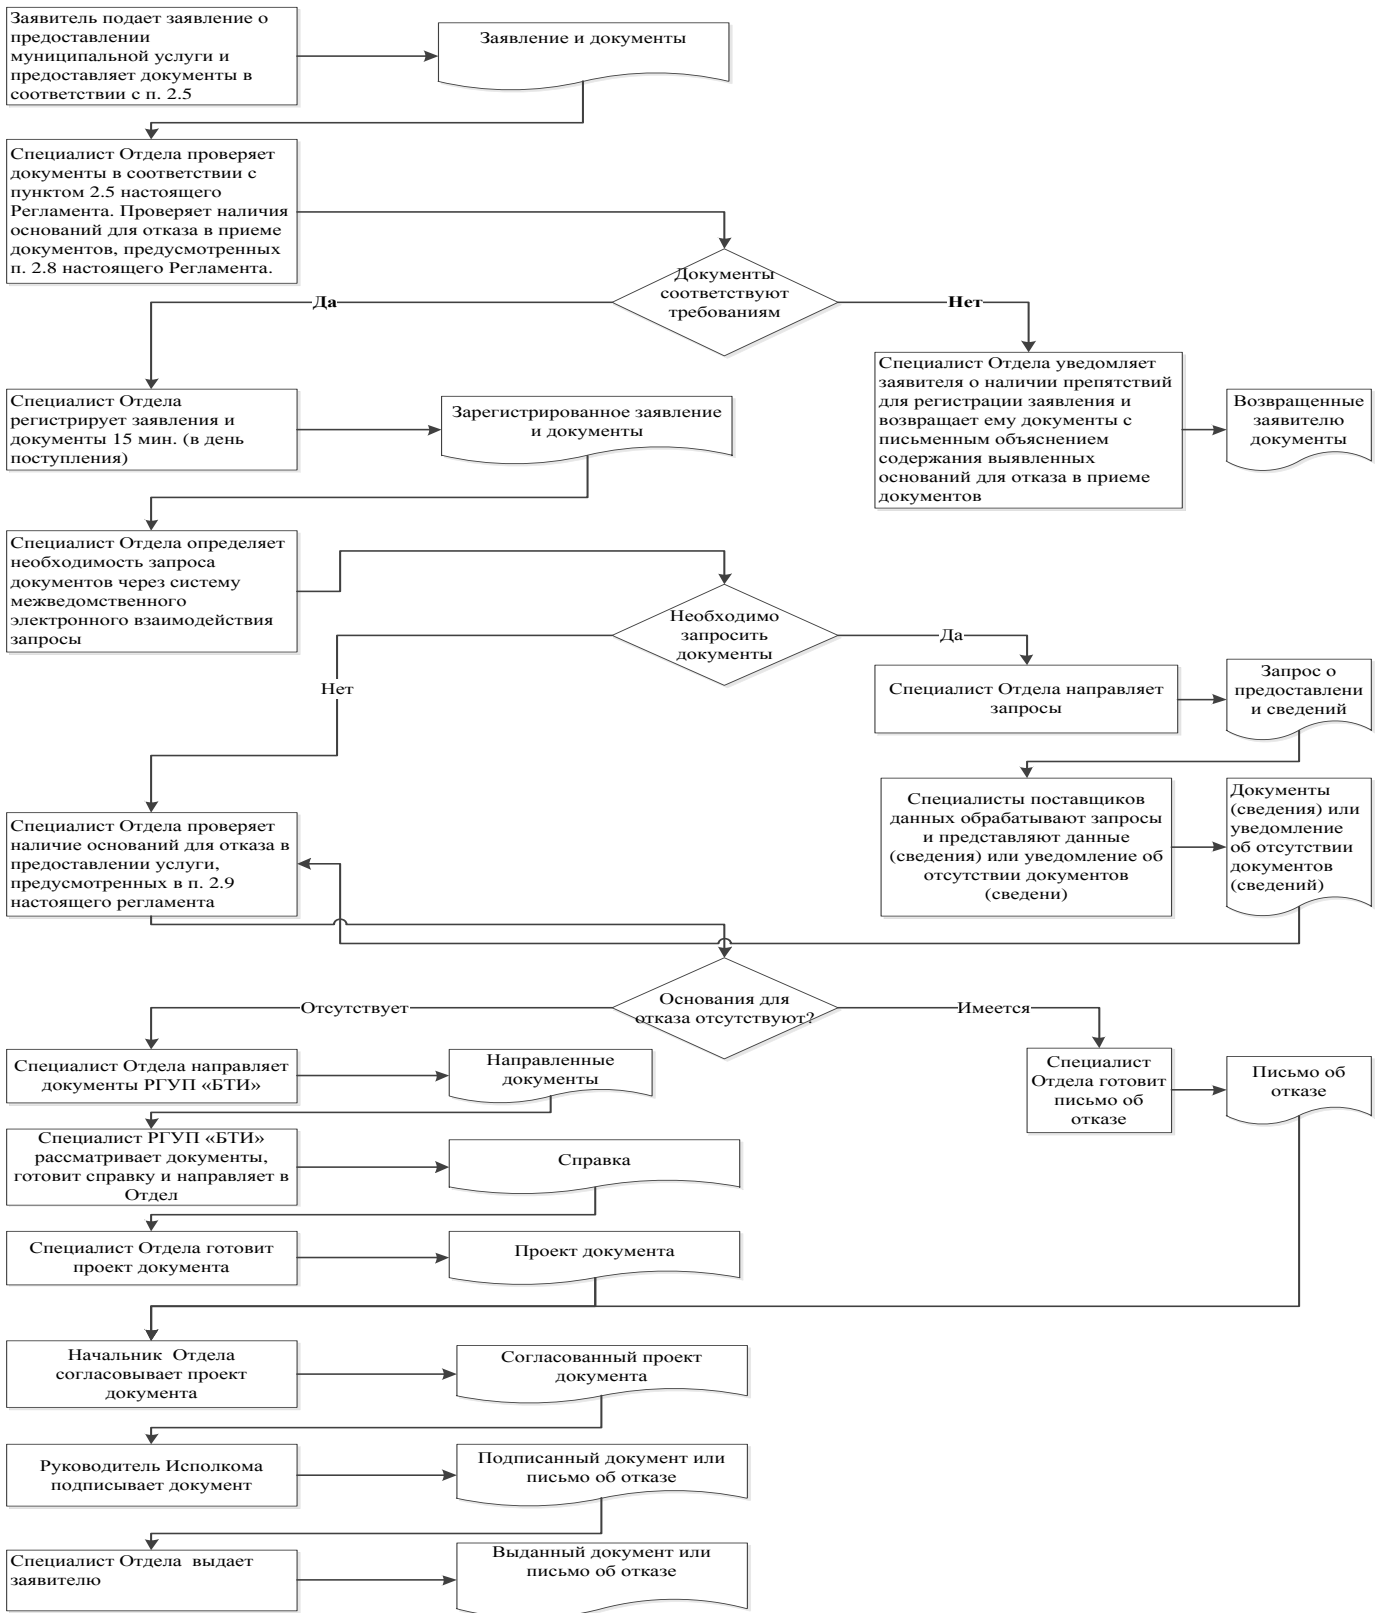 Заявитель подает заявление о
предоставлении
муниципальной услуги и
предоставляет документы в
соответствии с п. 2.5
Заявление и документы
Специалист Отдела проверяет
документы в соответствии с
пунктом 2.5 настоящего
Регламента. Проверяет наличия
оснований для отказа в приеме
документов, предусмотренных
п. 2.8 настоящего Регламента.
Документы
соответствуют
требованиям
Да
Нет
Специалист Отдела
регистрирует заявления и
документы 15 мин. (в день
поступления)
Зарегистрированное заявление
и документы
Специалист Отдела уведомляет
заявителя о наличии препятствий
для регистрации заявления и
возвращает ему документы с
письменным объяснением
содержания выявленных
оснований для отказа в приеме
документов
Возвращенные
заявителю
документы
Специалист Отдела определяет
необходимость запроса
документов через систему
межведомственного
электронного взаимодействия
запросы
Необходимо
запросить
документы
Да
Нет
Специалист Отдела направляет
запросы
Запрос о
предоставлени
и сведений
Специалисты поставщиков
данных обрабатывают запросы
и представляют данные
(сведения) или уведомление об
отсутствии документов
(сведени)
Документы
(сведения) или
уведомление
об отсутствии
документов
(сведений)
Специалист Отдела проверяет
наличие оснований для отказа в
предоставлении услуги,
предусмотренных в п. 2.9
настоящего регламента
Основания для
отказа отсутствуют?
Отсутствует
Имеется
Специалист Отдела направляет
документы РГУП «БТИ»
Направленные
документы
Специалист
Отдела готовит
письмо об
отказе
Письмо об
отказе
Специалист РГУП «БТИ»
рассматривает документы,
готовит справку и направляет в
Отдел
Справка
Специалист Отдела готовит
проект документа
Проект документа
Начальник  Отдела
согласовывает проект
документа
Согласованный проект
документа
Руководитель Исполкома
подписывает документ
Подписанный документ или
письмо об отказе
Специалист Отдела  выдает
заявителю
Выданный документ или
письмо об отказе